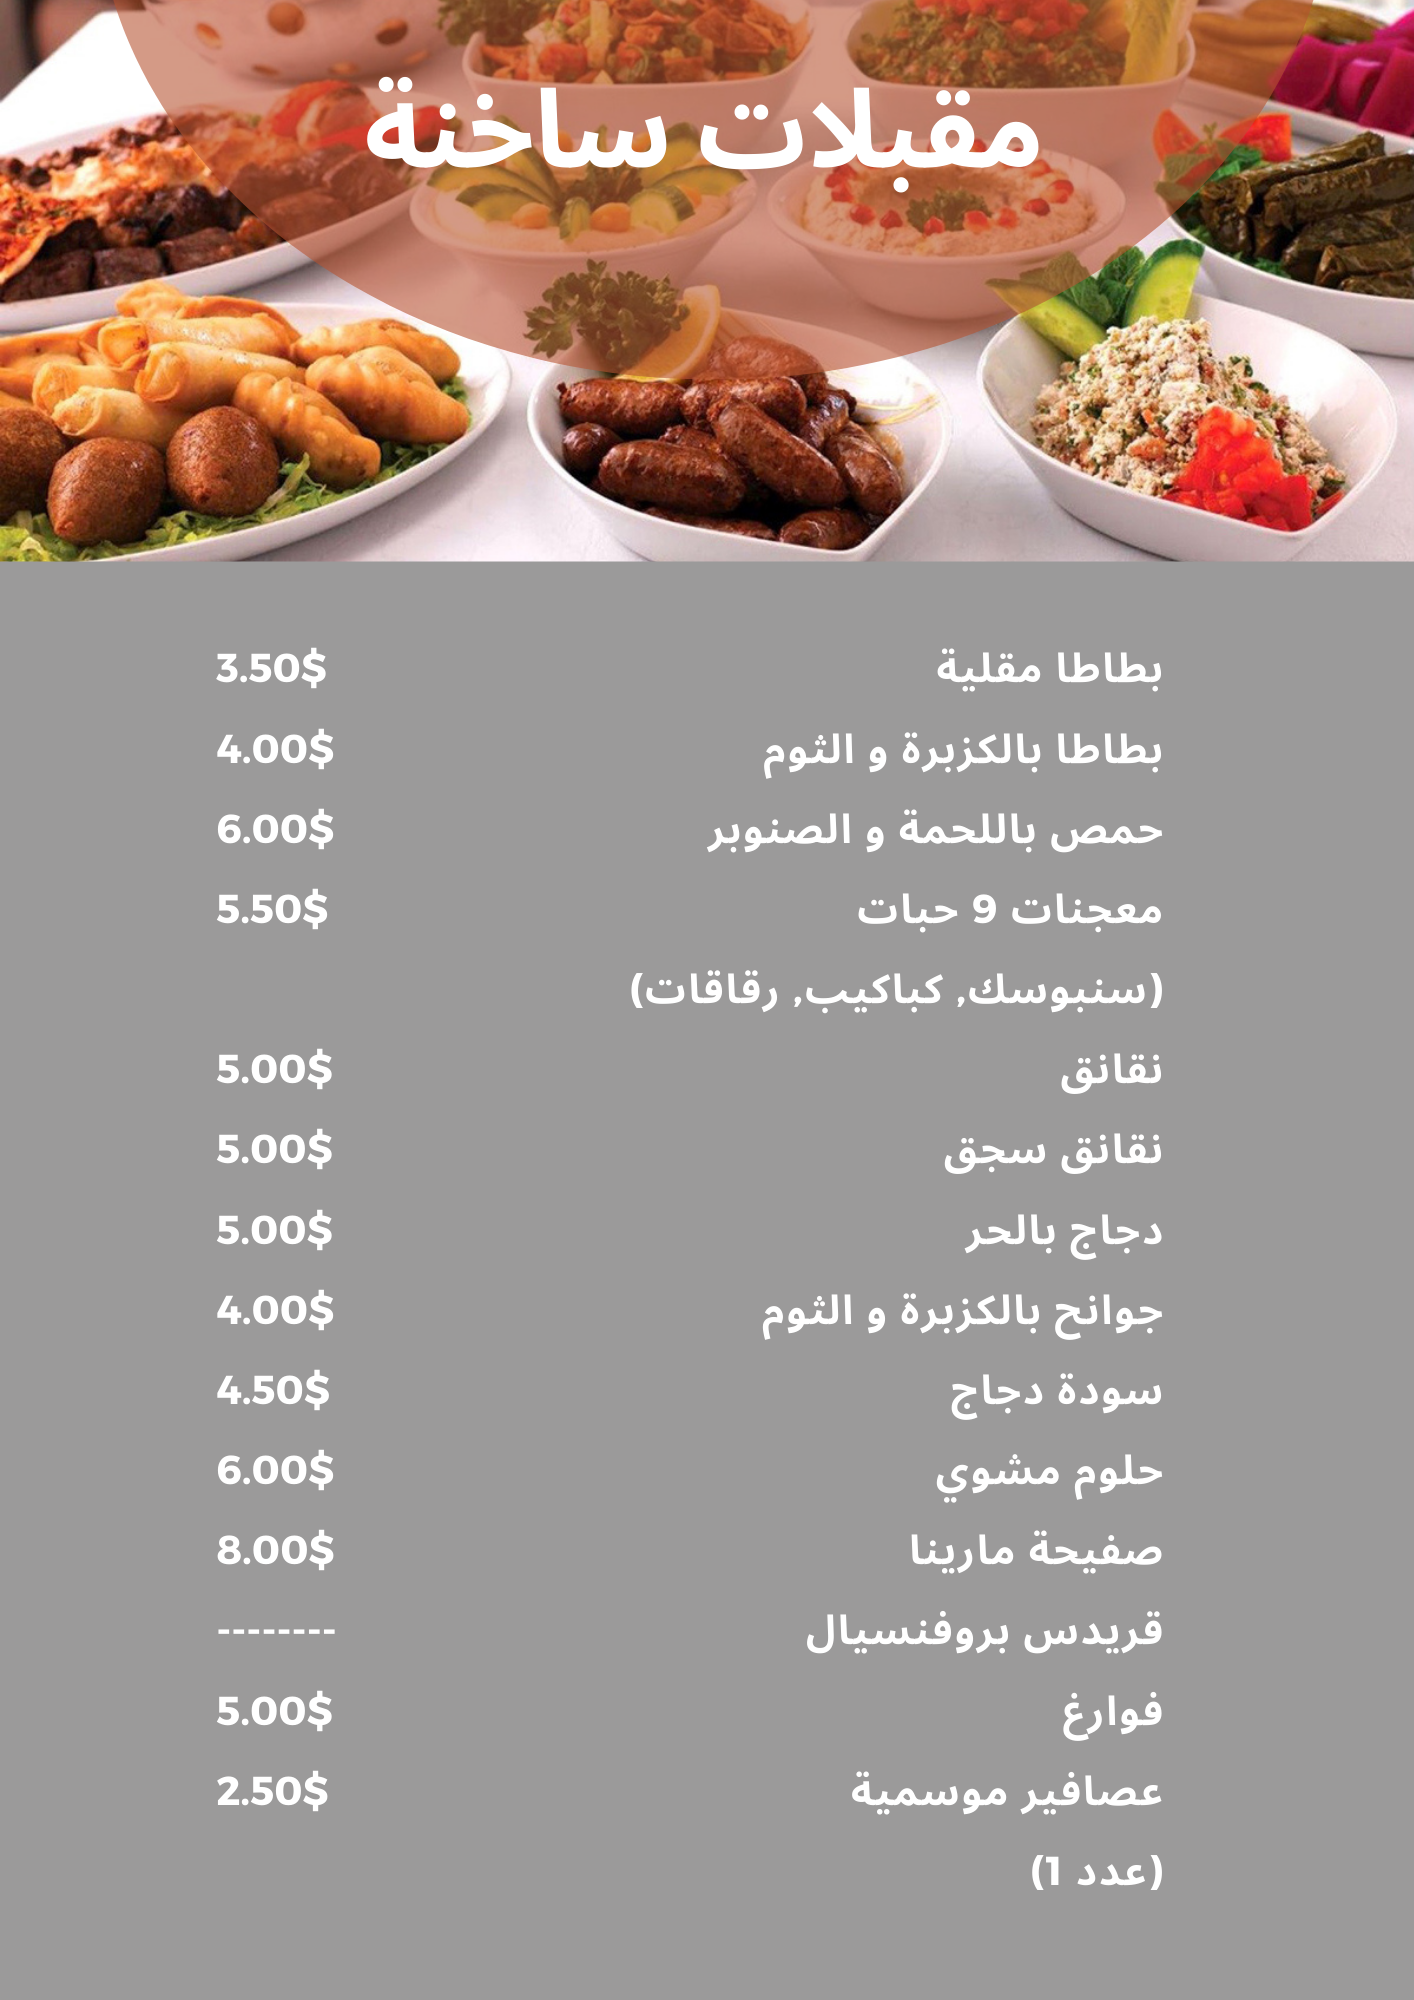 مقبلات ساخنة
بطاطا مقلية 3.50$
بطاطا بالكزبرة و الثوم 4.00$
حمص باللحمة و الصنوبر 6.00$
معجنات 9 حبات 5.50$
(سنبوسك, كباكيب, رقاقات)
نقانق 5.00$
نقانق سجق 5.00$
دجاج بالحر 5.00$
جوانح بالكزبرة و الثوم 4.00$
سودة دجاج 4.50$
حلوم مشوي 6.00$
صفيحة مارينا 8.00$
قريدس بروفنسيال --------
فوارغ 5.00$
عصافير موسمية 2.50$
(عدد 1)